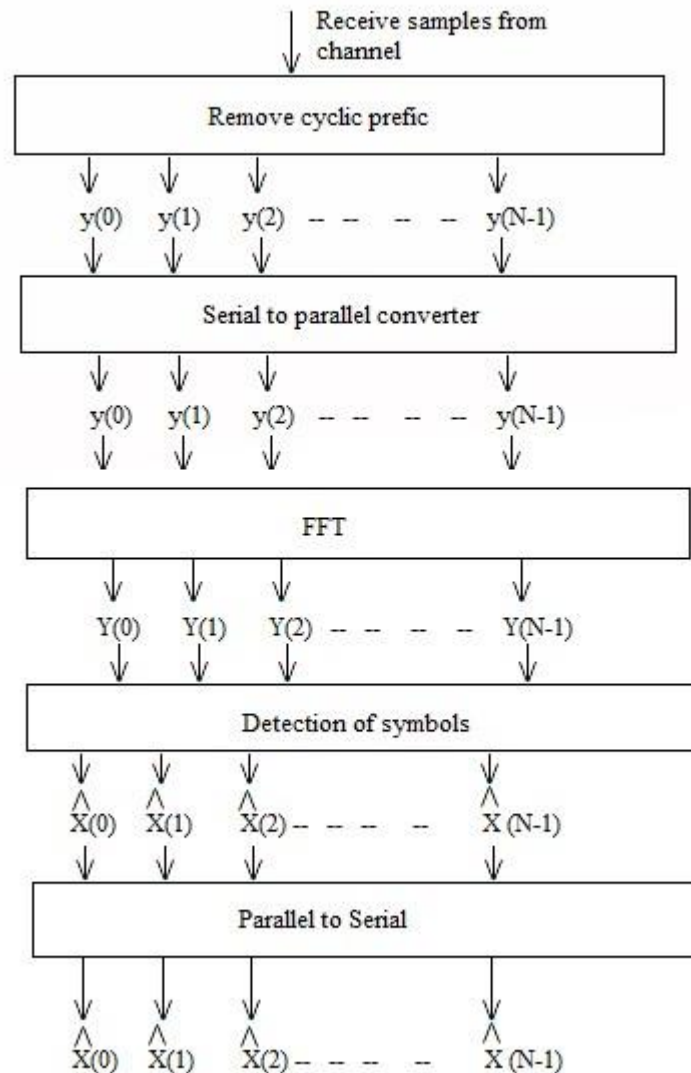 Receive samples from
channel
Remove cyclic prefic
y(0) y(1) y(2) -- -- -- -- y(N-1)
Serial to parallel converter
y(0) y(1) y(2) -- -- -- -- y(N-1)
FFT
Y(0) Y(1) Y(2) -- -- -- -- Y(N-1)
Detection of symbols
X̂(0) X̂(1) X̂(2) -- -- -- -- X̂(N-1)
Parallel to Serial
X̂(0) X̂(1) X̂(2) -- -- -- -- X̂(N-1)